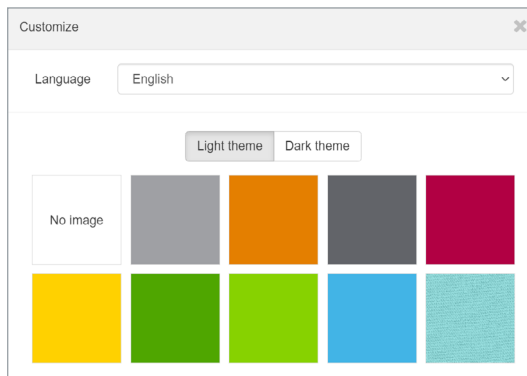 Customize
Language
English
Light theme
Dark theme
No image